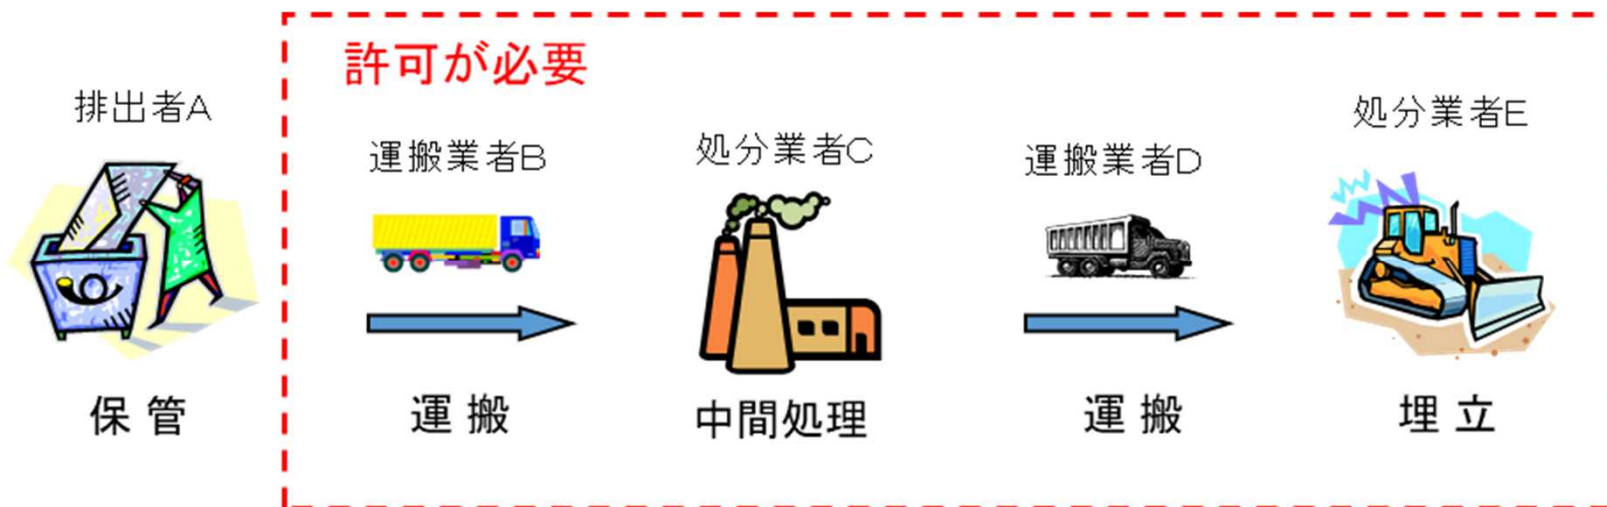 許可が必要
排出者A
運搬業者B
処分業者C
運搬業者D
処分業者E
保管
運搬
中間処理
運搬
埋立